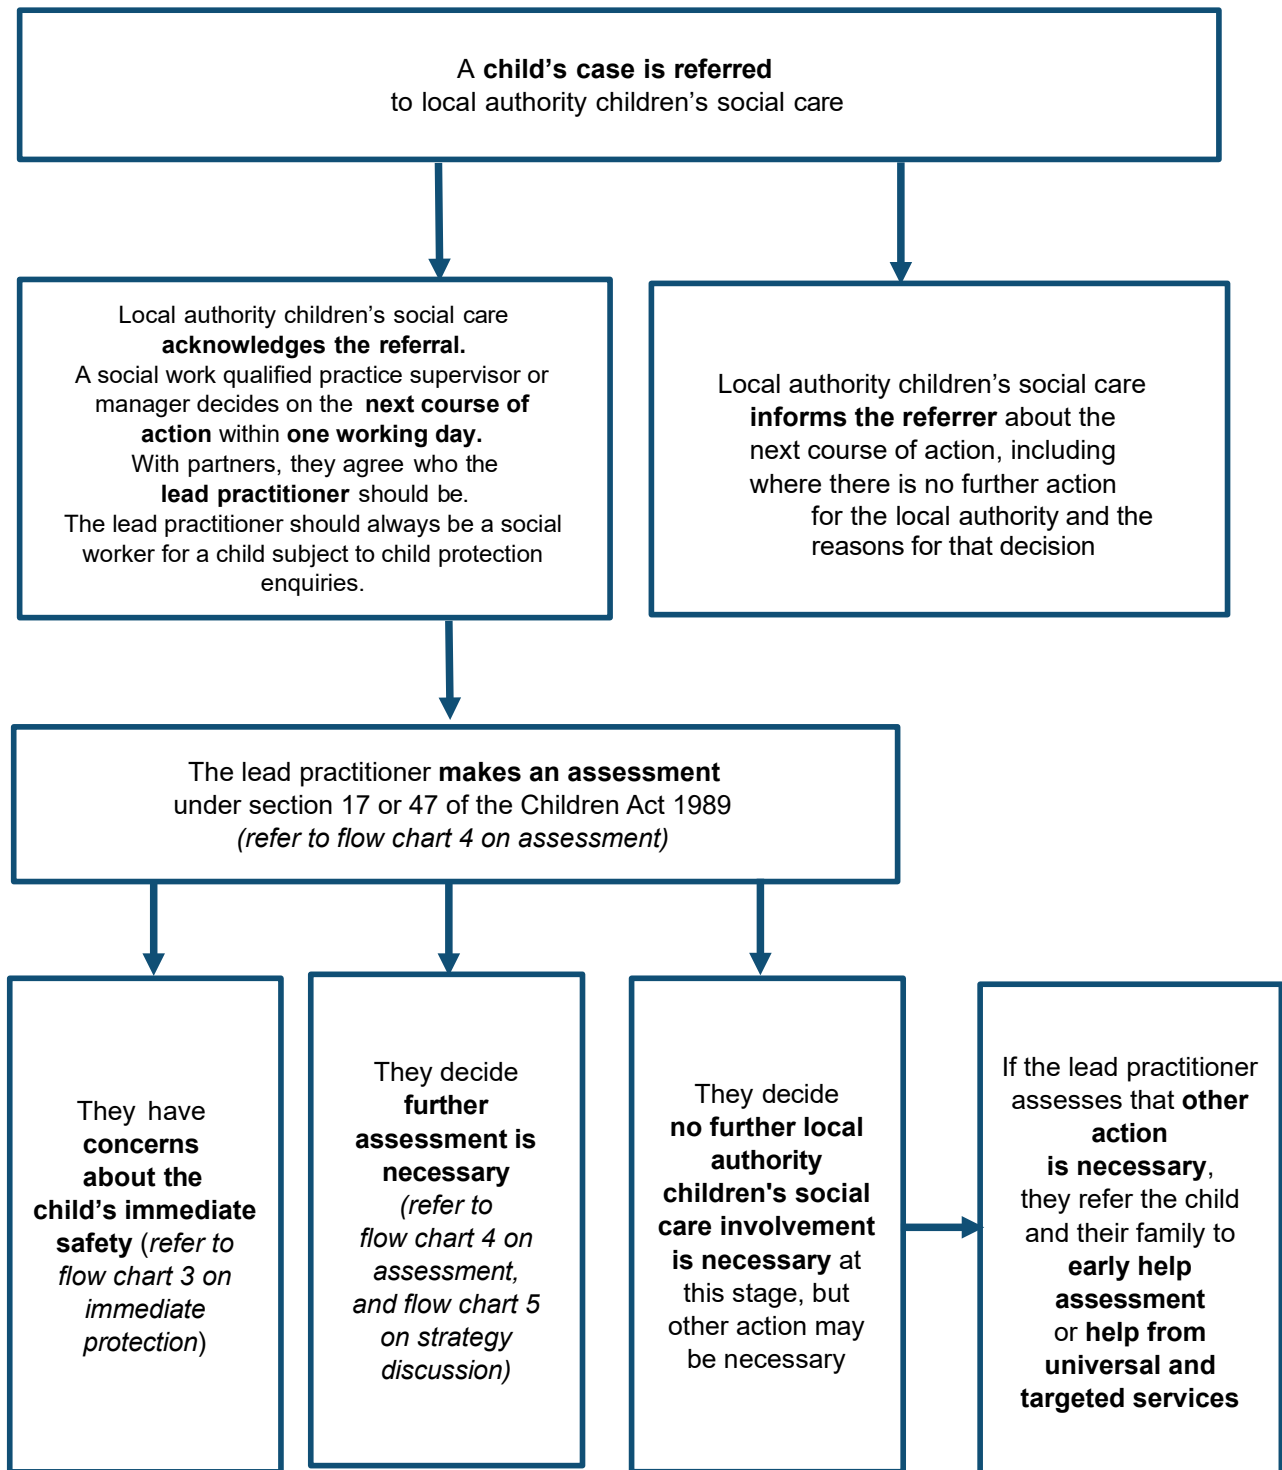 A child’s case is referred
to local authority children’s social care
Local authority children’s social care
acknowledges the referral.
A social work qualified practice supervisor or
manager decides on the next course of
action within one working day.
With partners, they agree who the
lead practitioner should be.
The lead practitioner should always be a social
worker for a child subject to child protection
enquiries.
Local authority children’s social care
informs the referrer about the
next course of action, including
where there is no further action
for the local authority and the
reasons for that decision
The lead practitioner makes an assessment
under section 17 or 47 of the Children Act 1989
(refer to flow chart 4 on assessment)
They have
concerns
about the
child’s immediate
safety (refer to
flow chart 3 on
immediate
protection)
They decide
further
assessment is
necessary
(refer to
flow chart 4 on
assessment,
and flow chart 5
on strategy
discussion)
They decide
no further local
authority
children's social
care involvement
is necessary at
this stage, but
other action may
be necessary
If the lead practitioner
assesses that other
action
is necessary,
they refer the child
and their family to
early help
assessment
or help from
universal and
targeted services